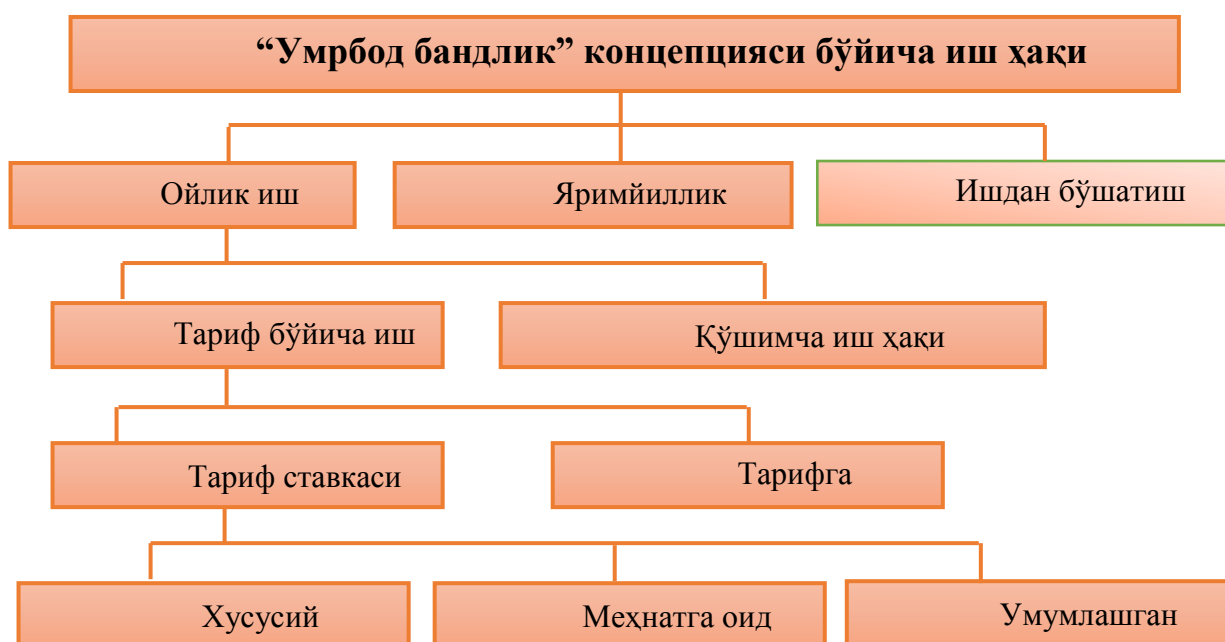 “Умрбод бандлик” концепцияси бўйича иш ҳақи
Ойлик иш
Яримйиллик
Ишдан бўшатиш
Тариф бўйича иш
Қўшимча иш ҳақи
Тариф ставкаси
Тарифга
Хусусий
Меҳнатга оид
Умумлашган